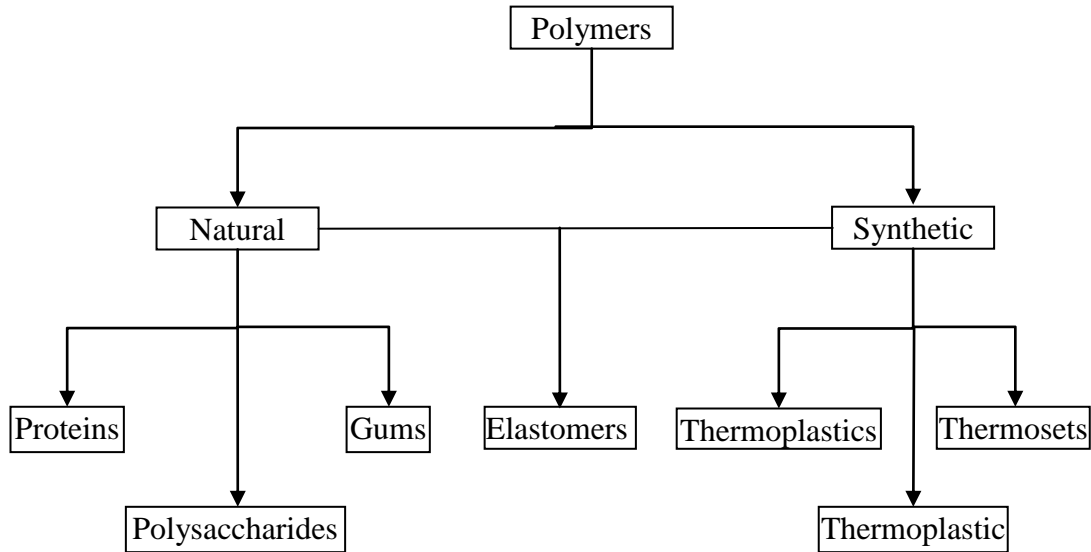 Polymers
Natural
Synthetic
Proteins
Gums
Elastomers
Thermoplastics
Thermosets
Polysaccharides
Thermoplastic